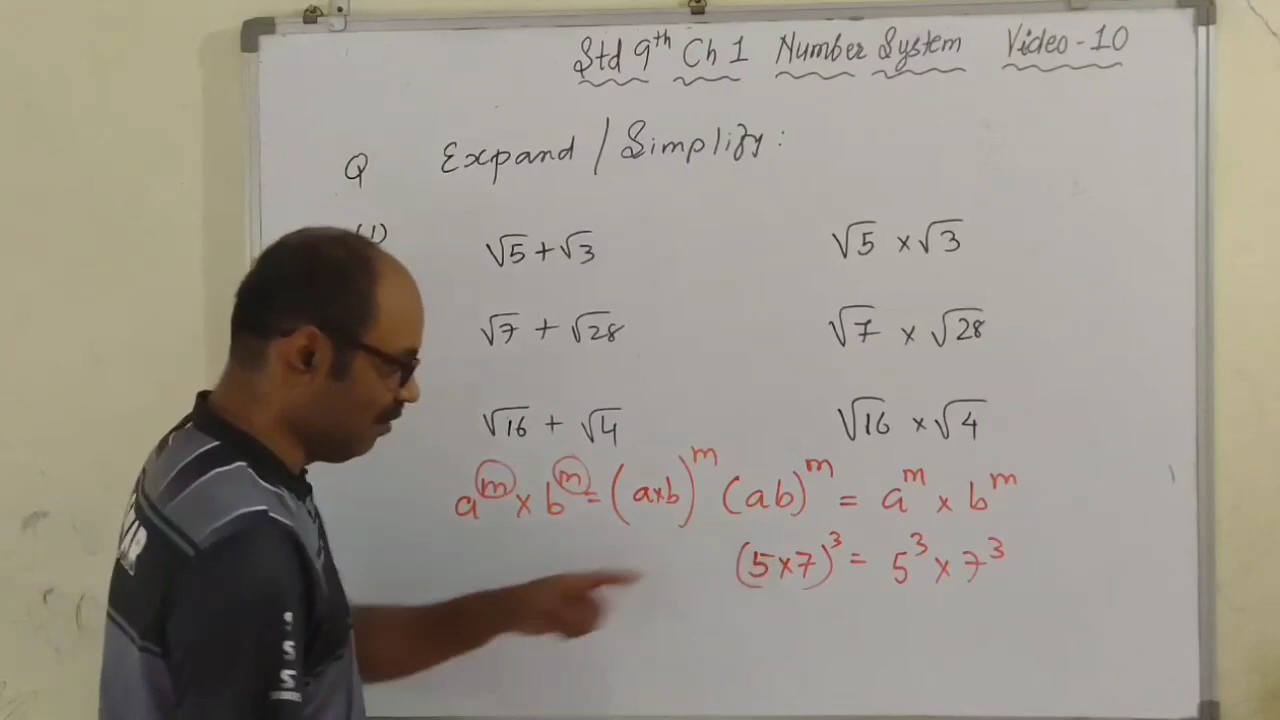 Std 9th Ch 1 Number System Video - 10
Q Expand / Simplify :
(1) √5 + √3 √5 × √3
√7 + √28 √7 × √28
√16 + √4 √16 × √4
a^m × b^m = (a×b)^m (ab)^m = a^m × b^m
(5×7)^3 = 5^3 × 7^3